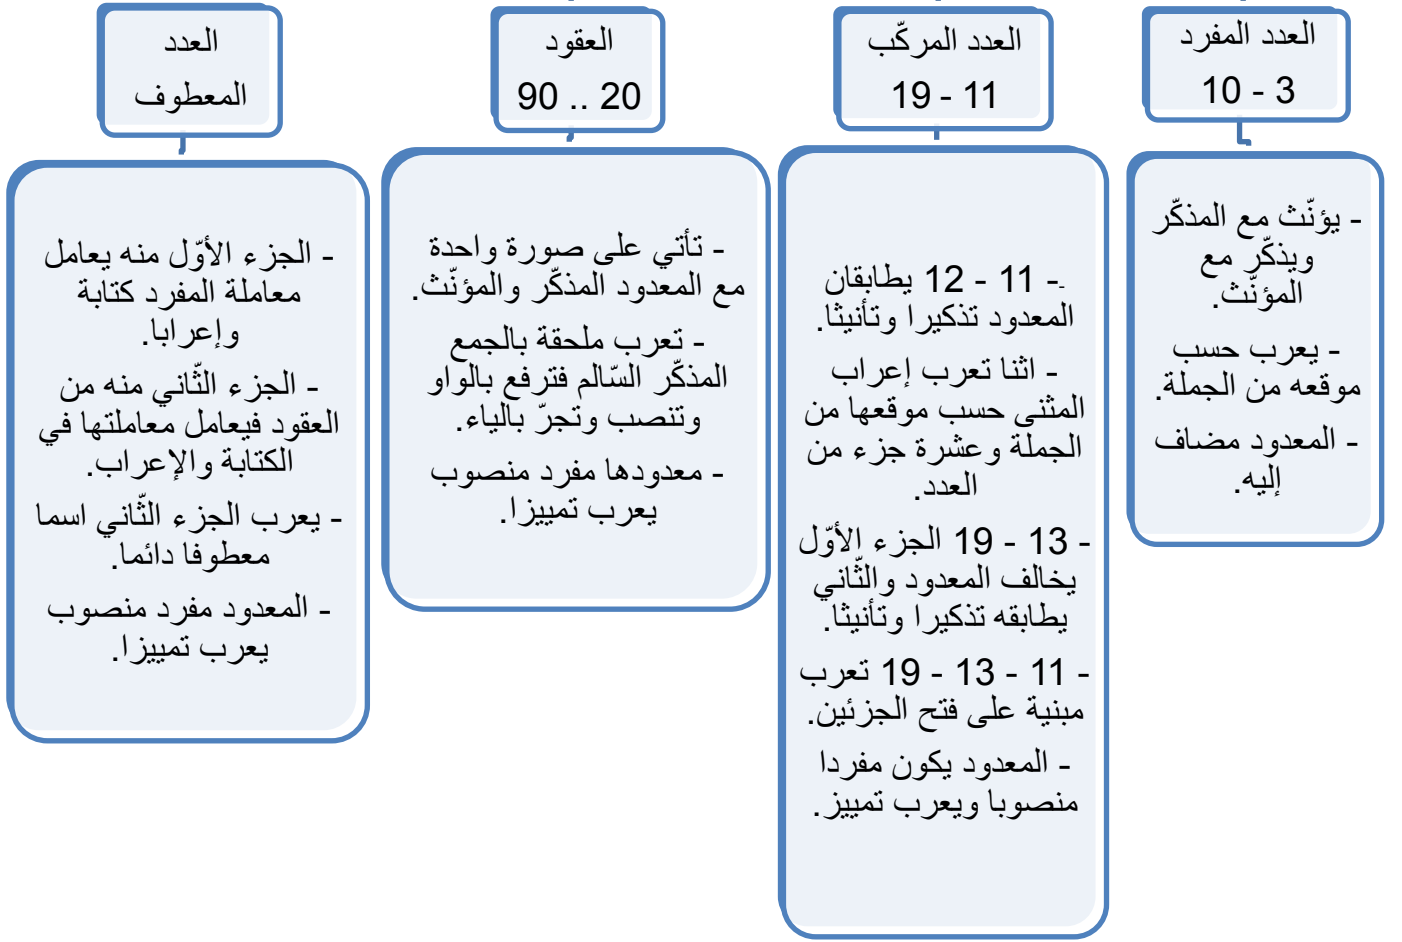 العدد المفرد
3 - 10
- يؤنّث مع المذكّر
ويذكّر مع
المؤنّث.
- يعرب حسب
موقعه من الجملة.
- المعدود مضاف
إليه.
العدد المركّب
11 - 19
-. 11 - 12 يطابقان
المعدود تذكيرا وتأنيثا.
- اثنا تعرب إعراب
المثنى حسب موقعها من
الجملة وعشرة جزء من
العدد.
- 13 - 19 الجزء الأوّل
يخالف المعدود والثّاني
يطابقه تذكيرا وتأنيثا.
- 11 - 13 - 19 تعرب
مبنية على فتح الجزئين.
- المعدود يكون مفردا
منصوبا ويعرب تمييز.
العقود
20 .. 90
- تأتي على صورة واحدة
مع المعدود المذكّر والمؤنّث.
- تعرب ملحقة بالجمع
المذكّر السّالم فترفع بالواو
وتنصب وتجرّ بالياء.
- معدودها مفرد منصوب
يعرب تمييزا.
العدد
المعطوف
- الجزء الأوّل منه يعامل
معاملة المفرد كتابة
وإعرابا.
- الجزء الثّاني منه من
العقود فيعامل معاملتها في
الكتابة والإعراب.
- يعرب الجزء الثّاني اسما
معطوفا دائما.
- المعدود مفرد منصوب
يعرب تمييزا.